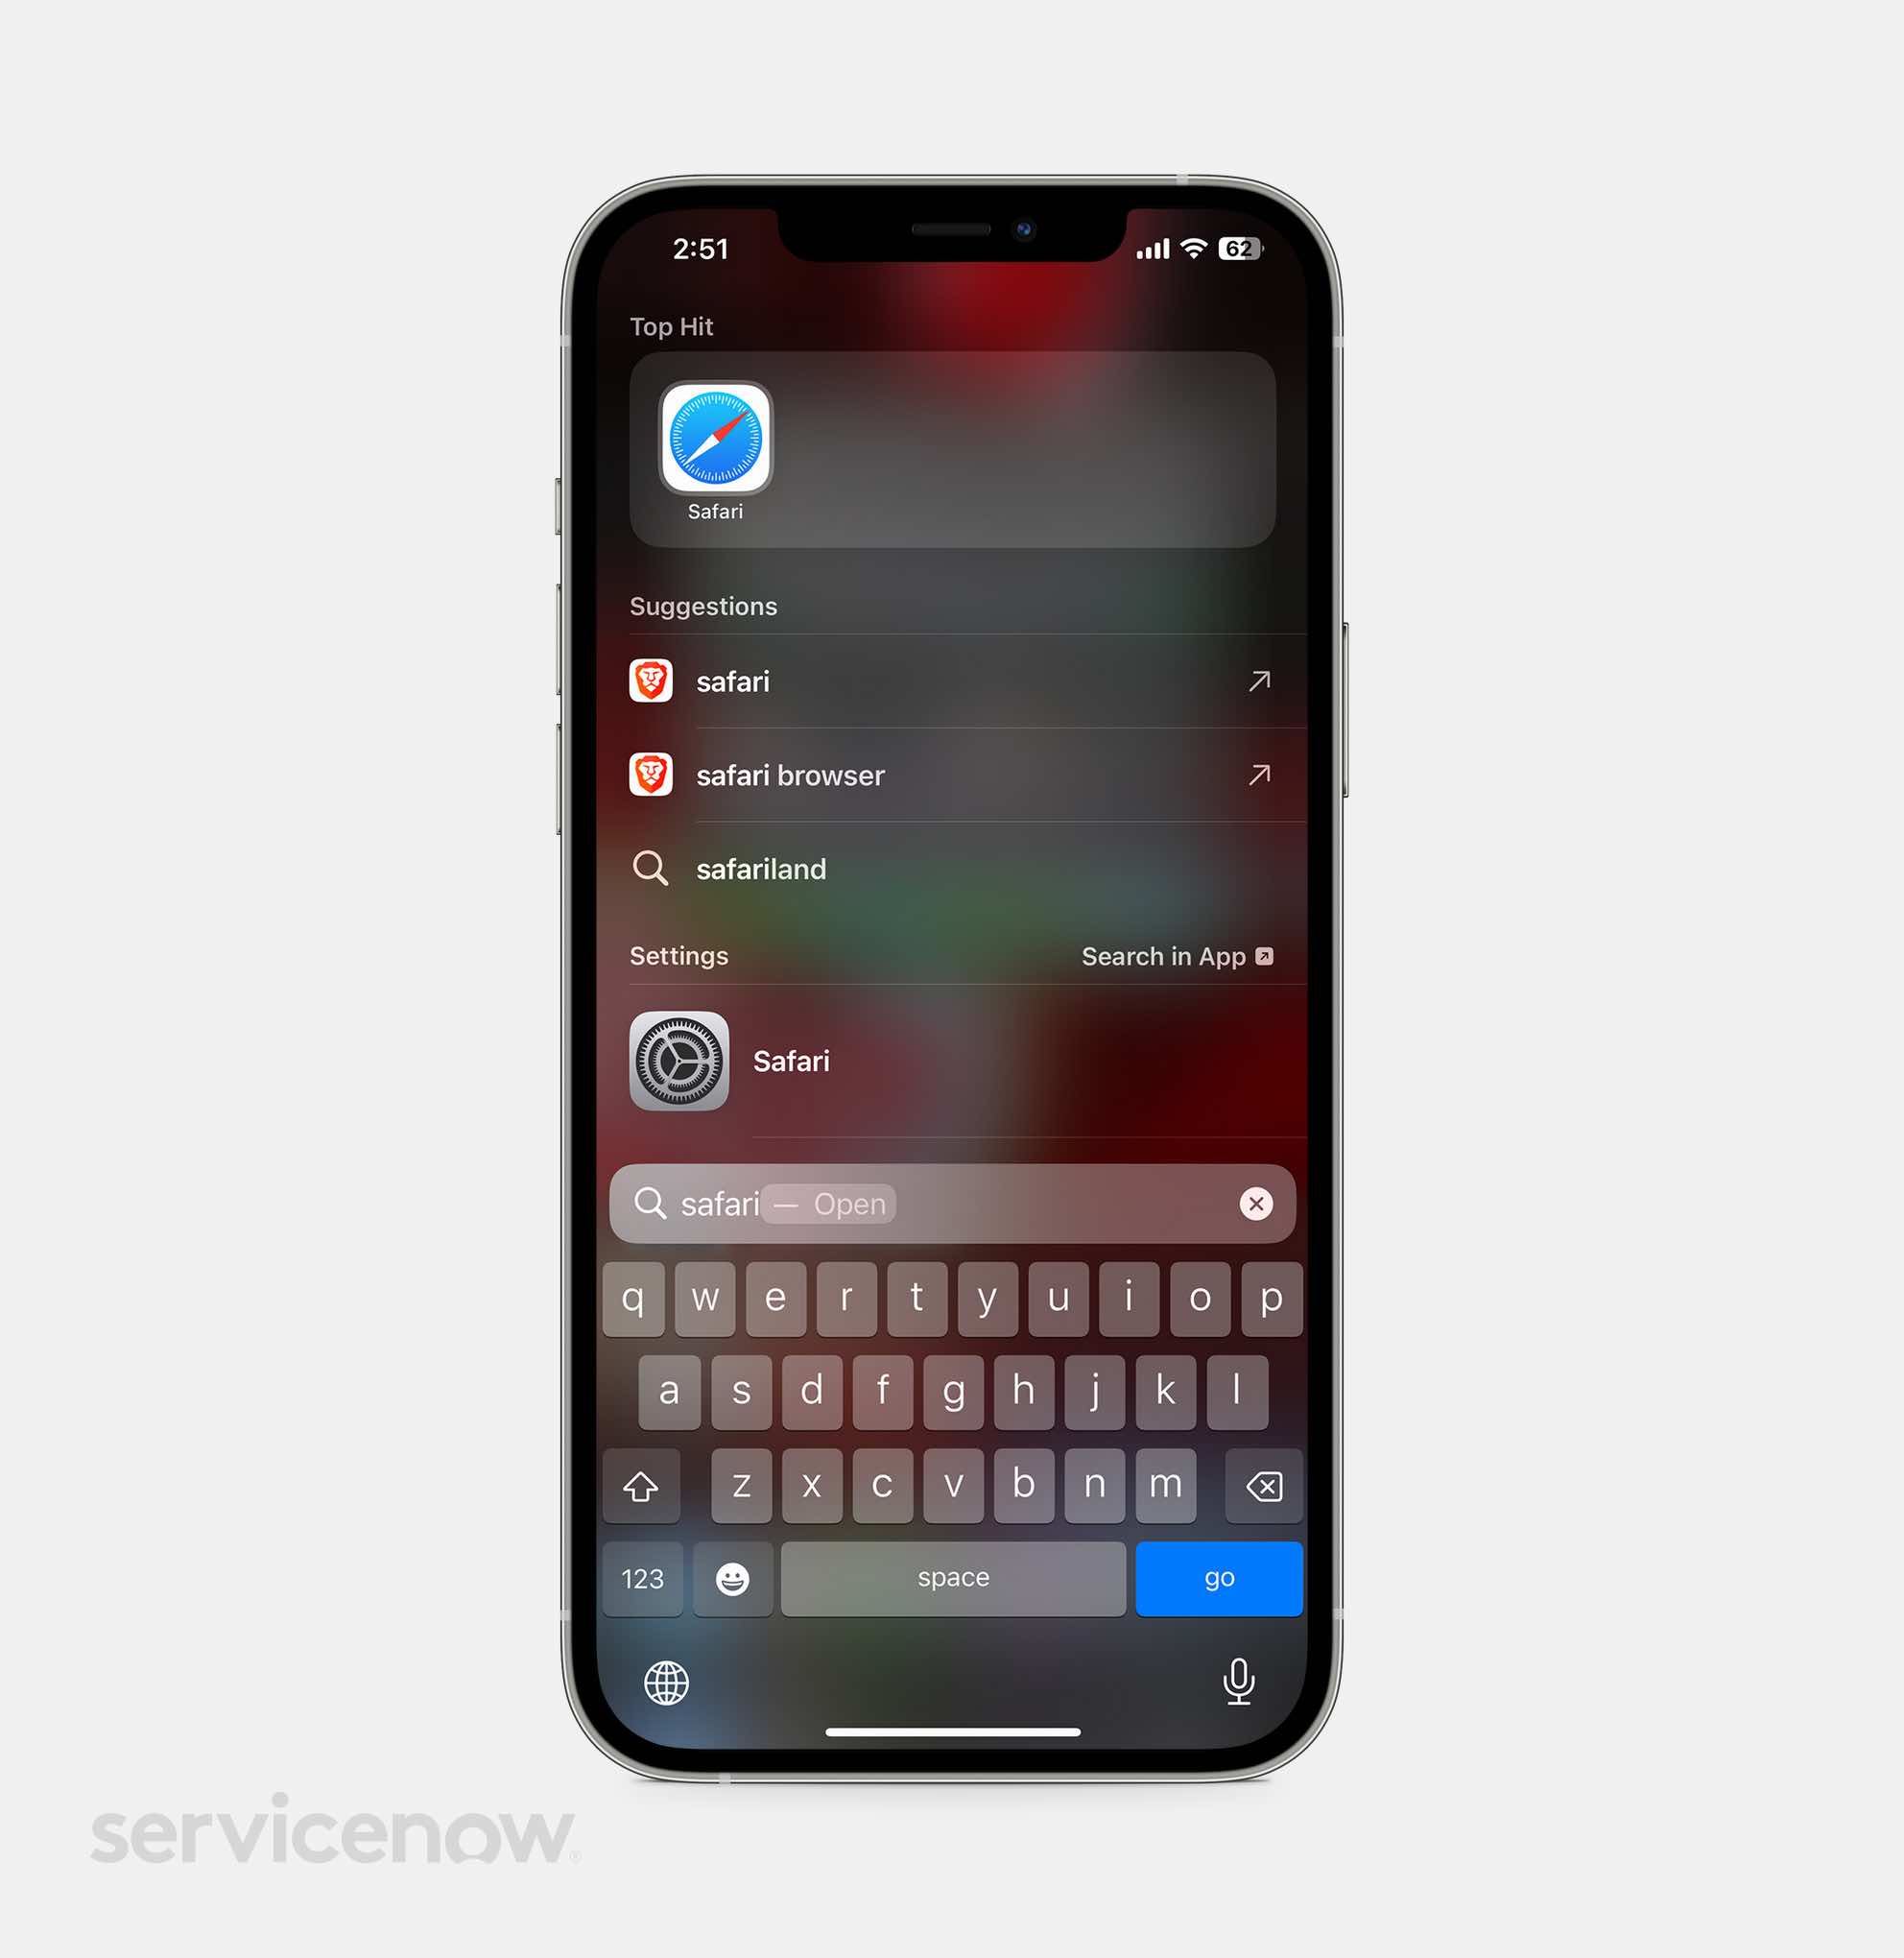 2:51
62
Top Hit
Safari
Suggestions
safari
safari browser
safariland
Settings
Search in App
Safari
safari — Open
q w e r t y u i o p
a s d f g h j k l
z x c v b n m
123
space
go
servicenow®